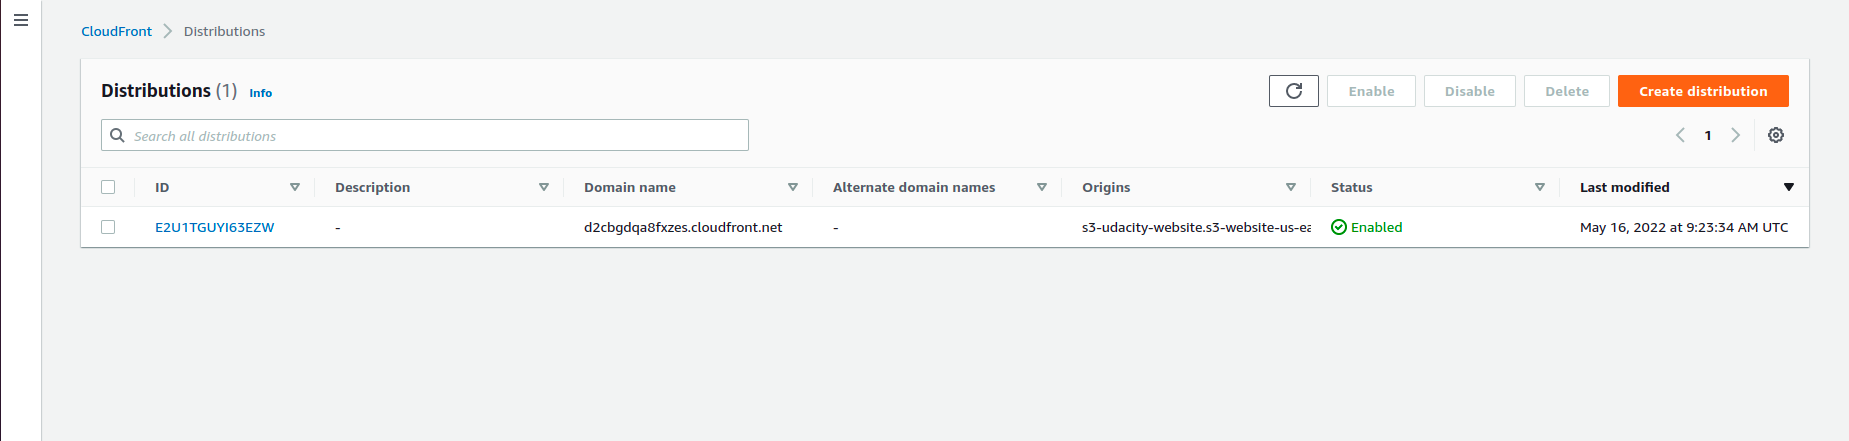 CloudFront > Distributions
Distributions (1) Info
Enable Disable Delete Create distribution
Search all distributions
1
ID Description Domain name Alternate domain names Origins Status Last modified
E2U1TGUYI63EZW - d2cbgdqa8fxzes.cloudfront.net - s3-udacity-website.s3-website-us-ea Enabled May 16, 2022 at 9:23:34 AM UTC